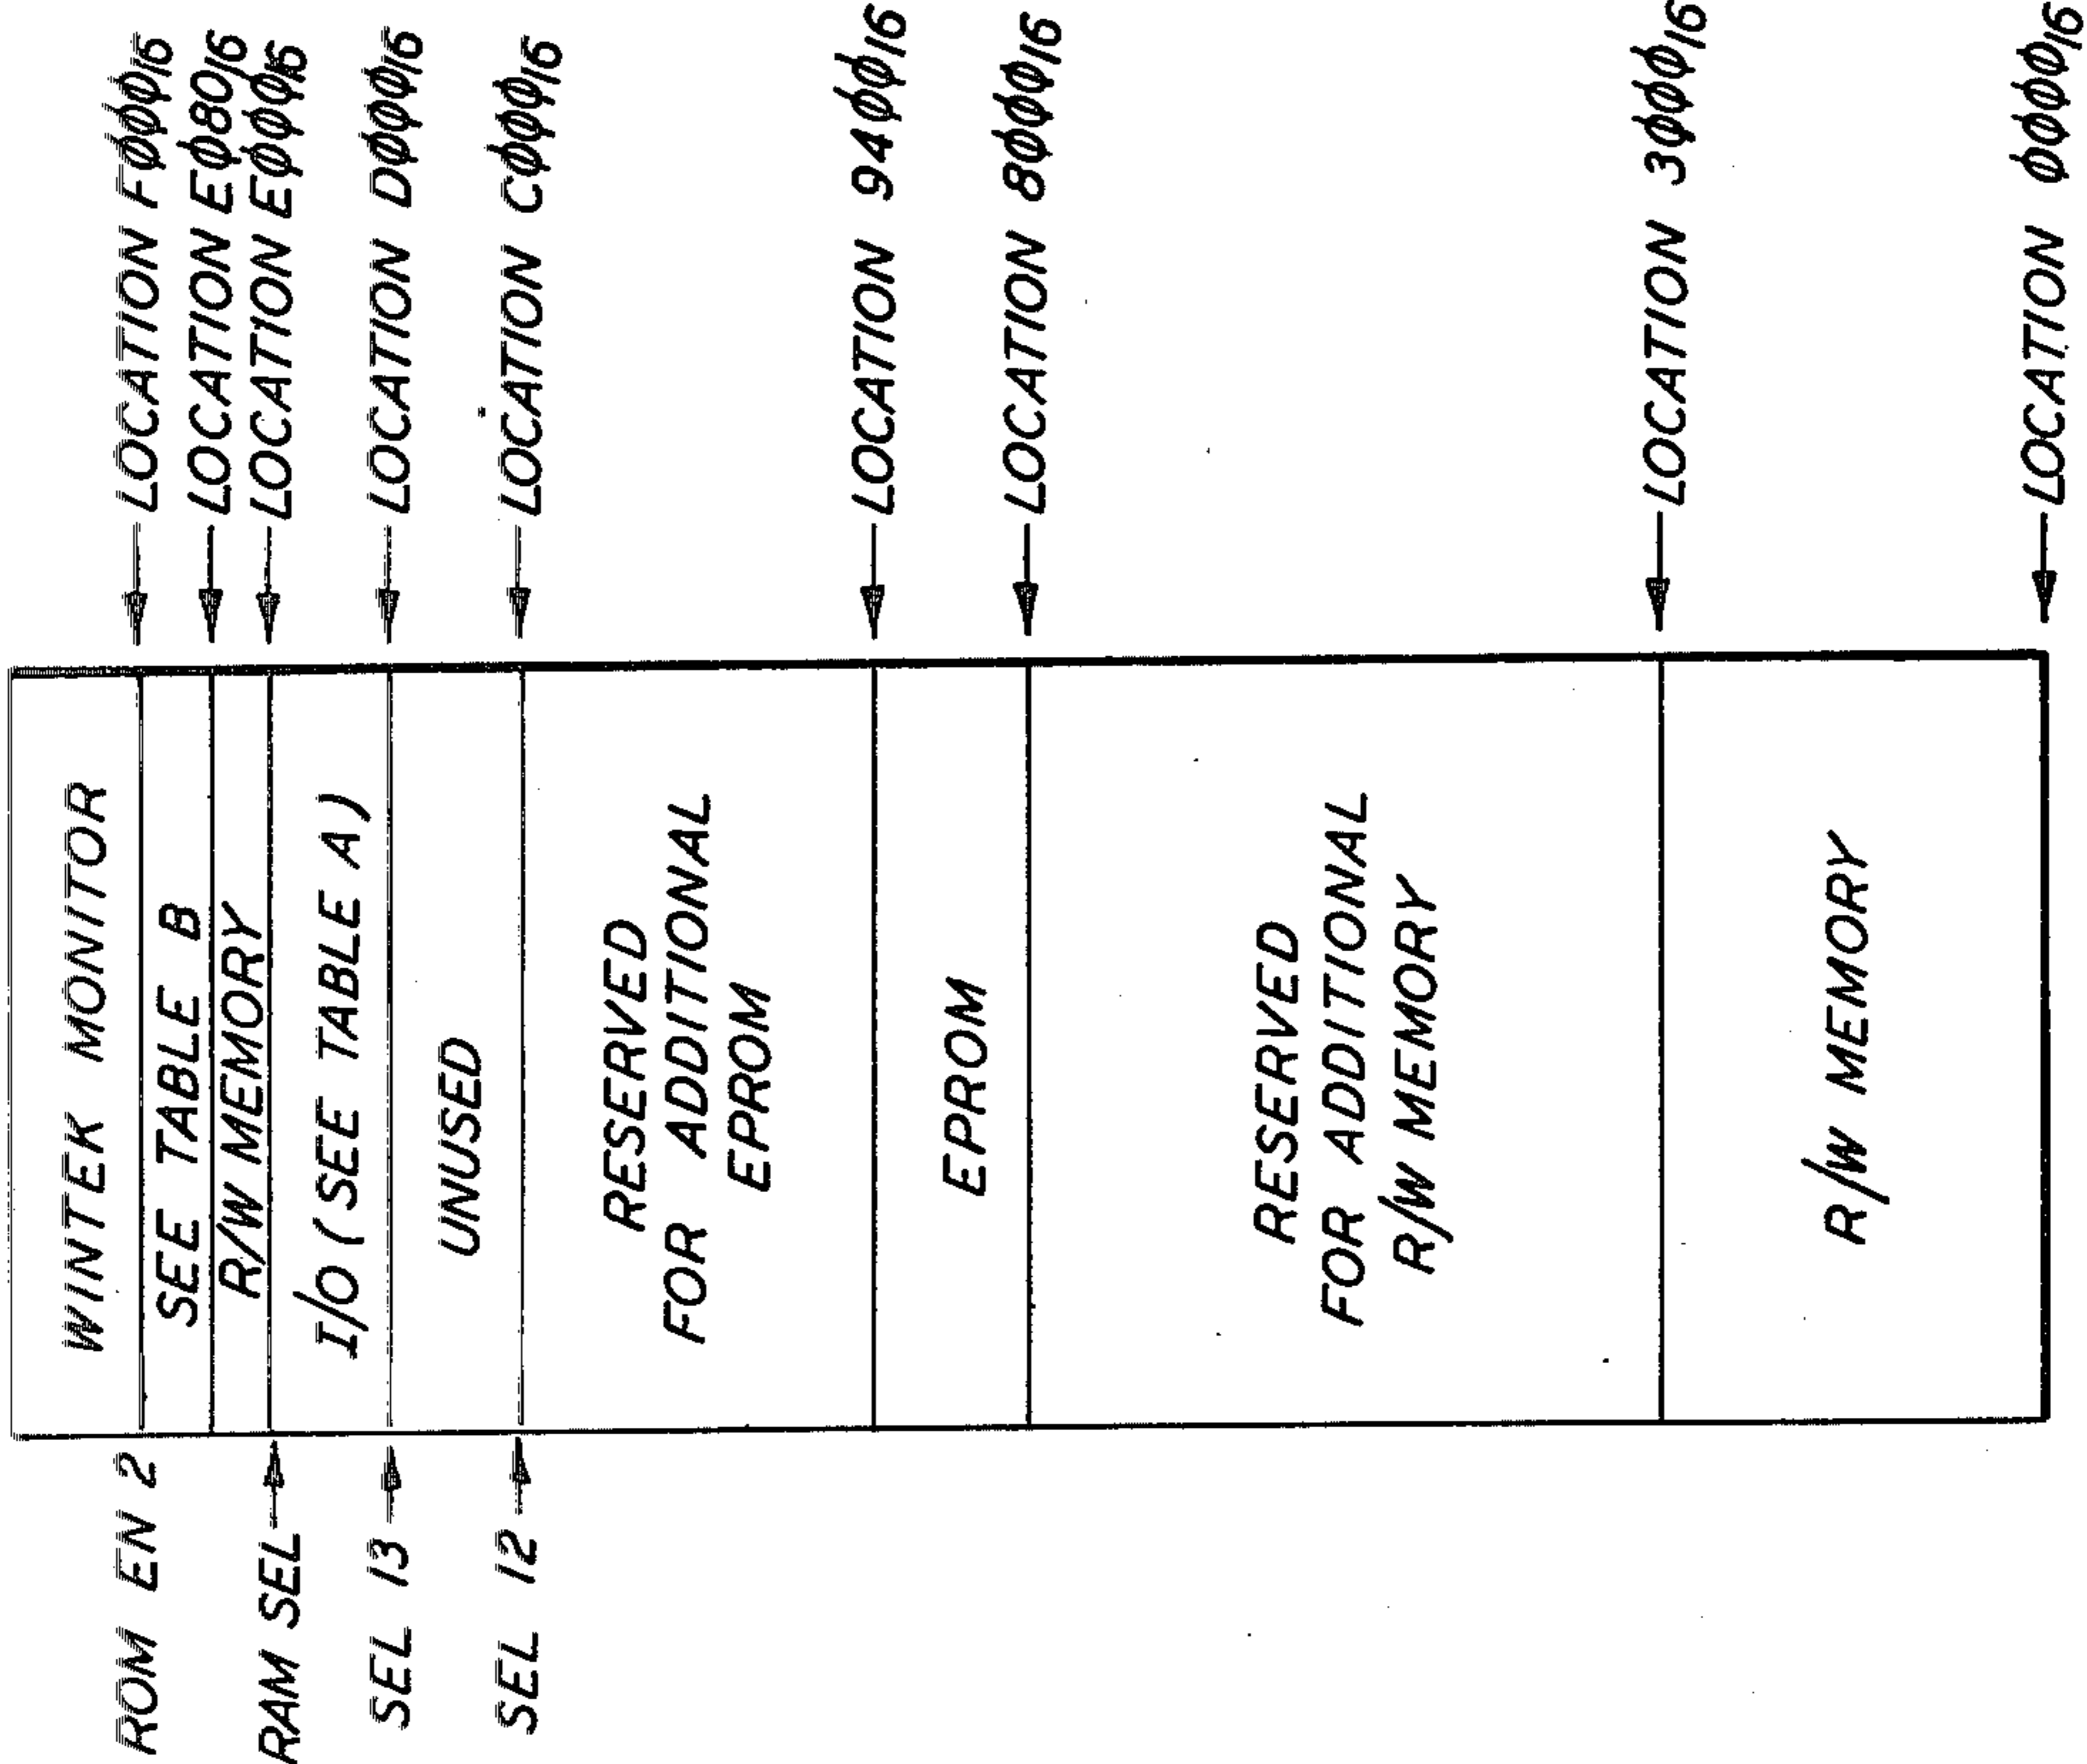 ROM EN 2
RAM SEL
SEL 13
SEL 12
WINTEK MONITOR
SEE TABLE B
R/W MEMORY
I/O (SEE TABLE A)
UNUSED
RESERVED
FOR ADDITIONAL
EPROM
EPROM
RESERVED
FOR ADDITIONAL
R/W MEMORY
R/W MEMORY
LOCATION FØØØ16
LOCATION EØ8016
LOCATION EØØØ16
LOCATION DØØØ16
LOCATION CØØØ16
LOCATION 94ØØ16
LOCATION 8ØØØ16
LOCATION 3ØØØ16
LOCATION ØØØØ16